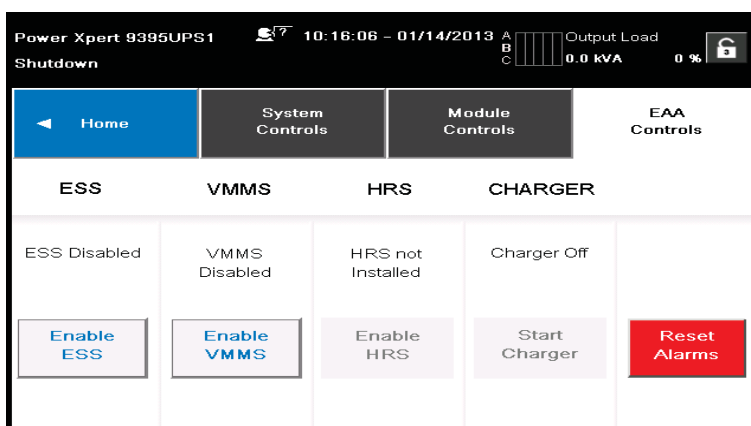 Power Xpert 9395UPS1 ? 10:16:06 - 01/14/2013 A Output Load
B
Shutdown C 0.0 kVA 0 % 3
◄ Home System Controls Module Controls EAA Controls
ESS VMMS HRS CHARGER
ESS Disabled VMMS Disabled HRS not Installed Charger Off
Enable ESS Enable VMMS Enable HRS Start Charger Reset Alarms